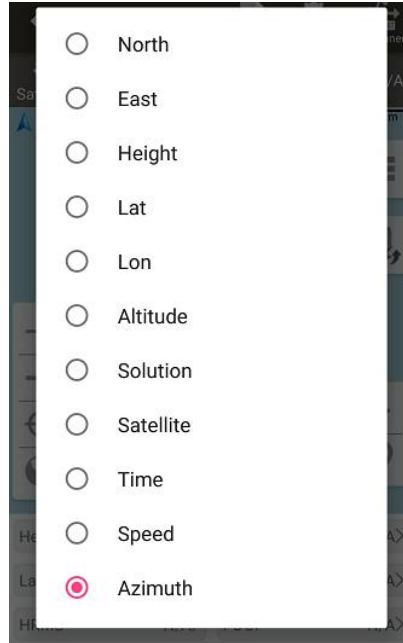 North
East
Height
Lat
Lon
Altitude
Solution
Satellite
Time
Speed
Azimuth